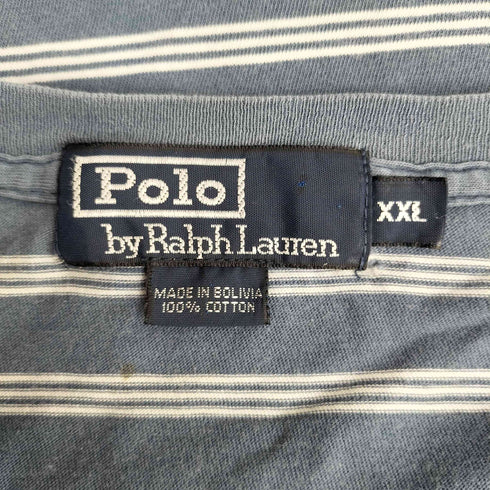 Polo
by Ralph Lauren
XXL
MADE IN BOLIVIA
100% COTTON